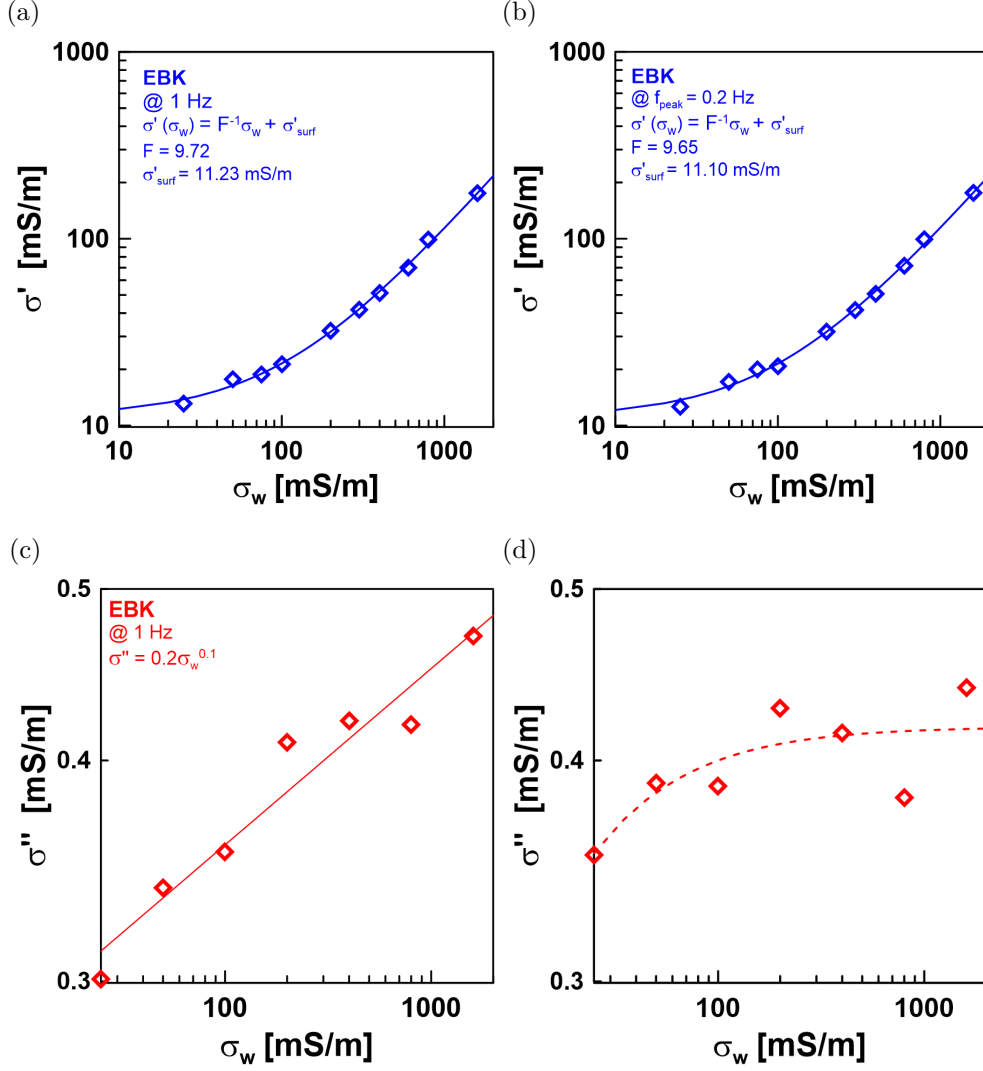 (a)
1000
100
10
10
100
1000
σ' [mS/m]
σw [mS/m]
EBK
@ 1 Hz
σ' (σw) = F⁻¹σw + σ'surf
F = 9.72
σ'surf = 11.23 mS/m
(b)
1000
100
10
10
100
1000
σ' [mS/m]
σw [mS/m]
EBK
@ fpeak = 0.2 Hz
σ' (σw) = F⁻¹σw + σ'surf
F = 9.65
σ'surf = 11.10 mS/m
(c)
0.5
0.4
0.3
100
1000
σ'' [mS/m]
σw [mS/m]
EBK
@ 1 Hz
σ'' = 0.2σw^0.1
(d)
0.5
0.4
0.3
100
1000
σ'' [mS/m]
σw [mS/m]